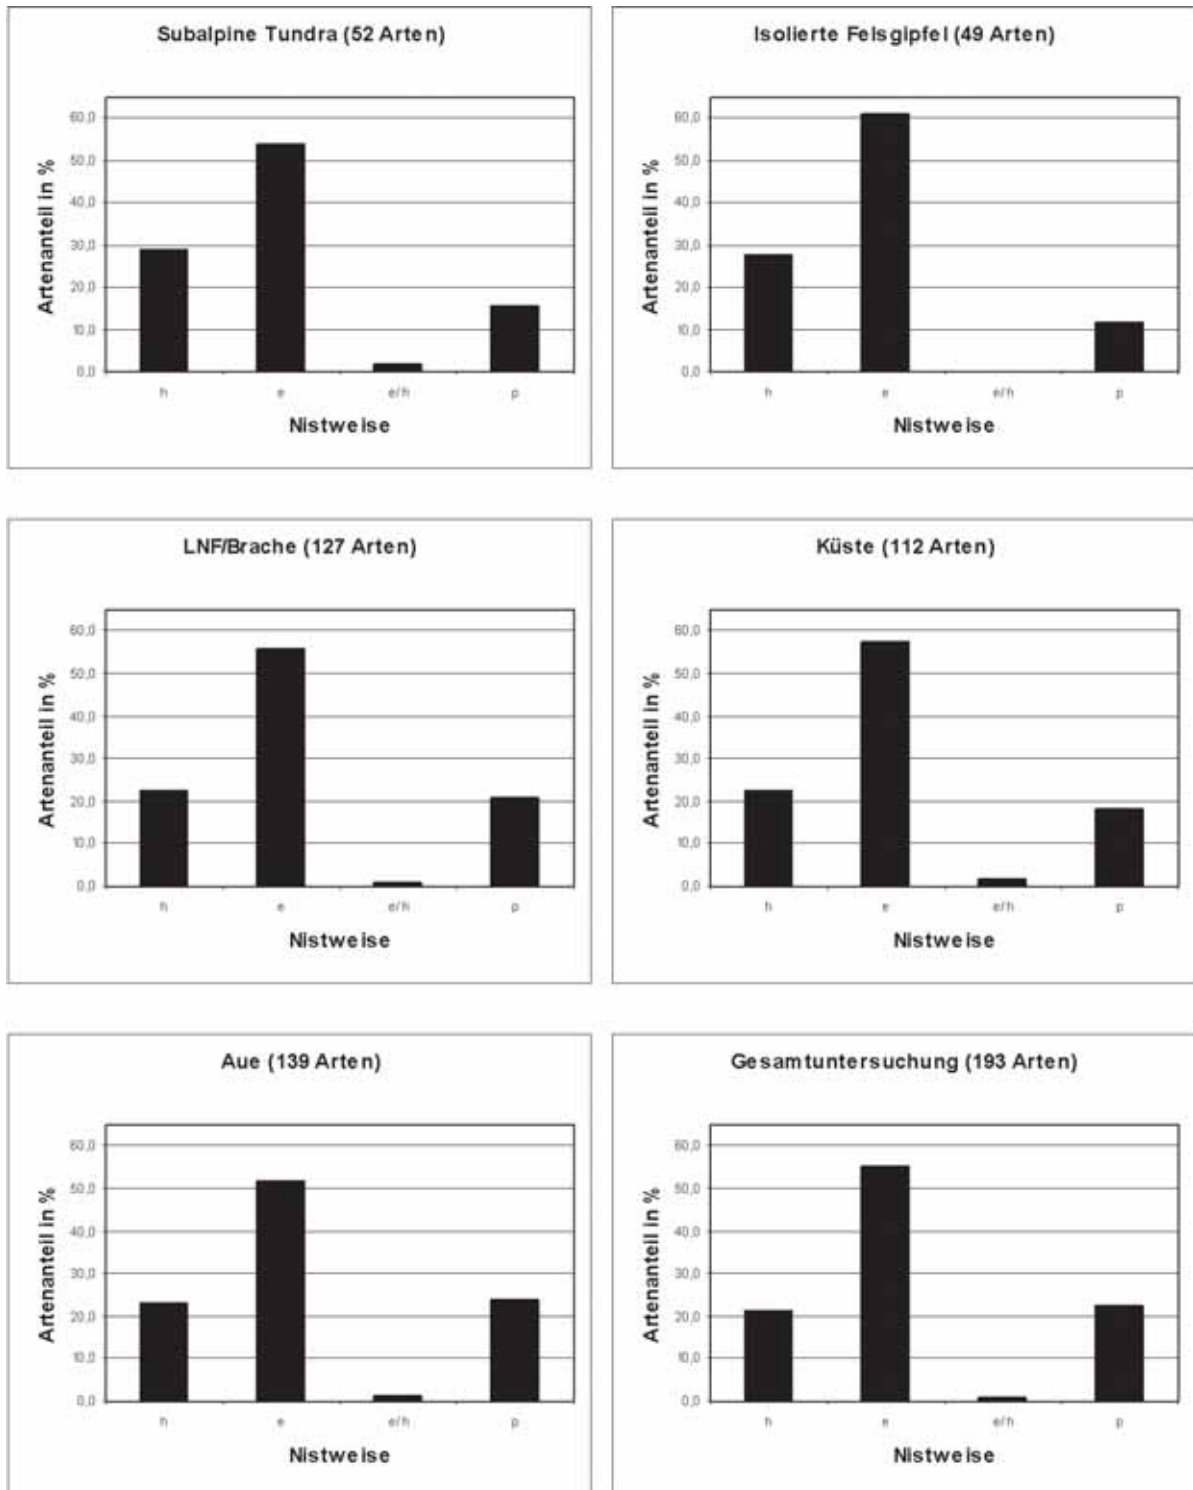 Subalpine Tundra (52 Arten)
Artenanteil in %
60,0
50,0
40,0
30,0
20,0
10,0
0,0
h e e/h p
Nistweise
Isolierte Felsgipfel (49 Arten)
Artenanteil in %
60,0
50,0
40,0
30,0
20,0
10,0
0,0
h e e/h p
Nistweise
LNF/Brache (127 Arten)
Artenanteil in %
60,0
50,0
40,0
30,0
20,0
10,0
0,0
h e e/h p
Nistweise
Küste (112 Arten)
Artenanteil in %
60,0
50,0
40,0
30,0
20,0
10,0
0,0
h e e/h p
Nistweise
Aue (139 Arten)
Artenanteil in %
60,0
50,0
40,0
30,0
20,0
10,0
0,0
h e e/h p
Nistweise
Gesamtuntersuchung (193 Arten)
Artenanteil in %
60,0
50,0
40,0
30,0
20,0
10,0
0,0
h e e/h p
Nistweise